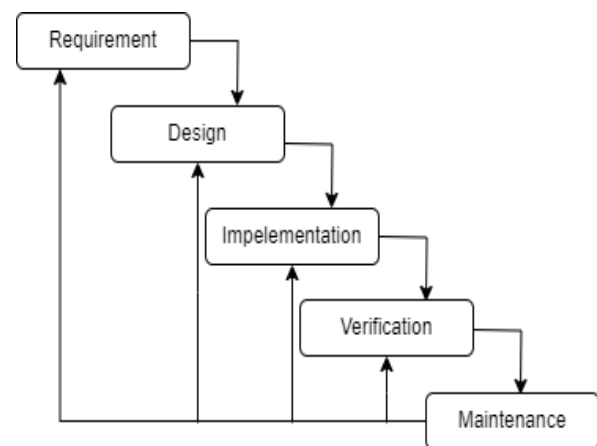 Requirement
Design
Impelementation
Verification
Maintenance